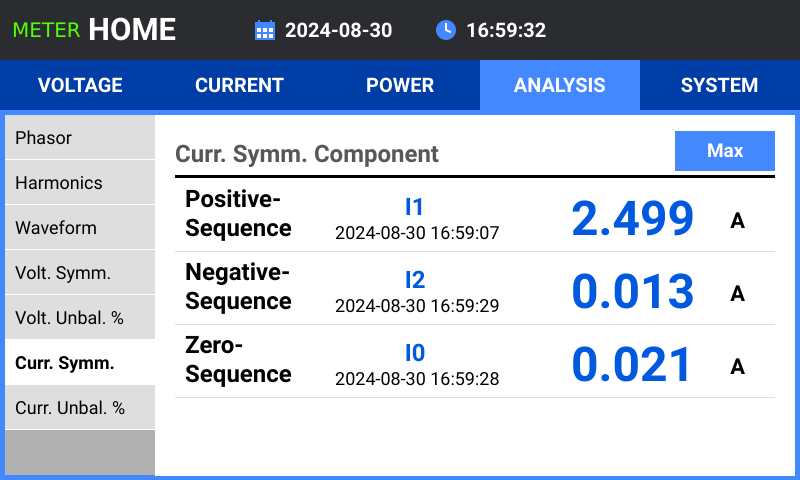 METER HOME 2024-08-30 16:59:32
VOLTAGE CURRENT POWER ANALYSIS SYSTEM
Phasor
Harmonics
Waveform
Volt. Symm.
Volt. Unbal. %
Curr. Symm.
Curr. Unbal. %
Curr. Symm. Component Max
Positive-
Sequence
I1
2024-08-30 16:59:07
2.499 A
Negative-
Sequence
I2
2024-08-30 16:59:29
0.013 A
Zero-
Sequence
I0
2024-08-30 16:59:28
0.021 A